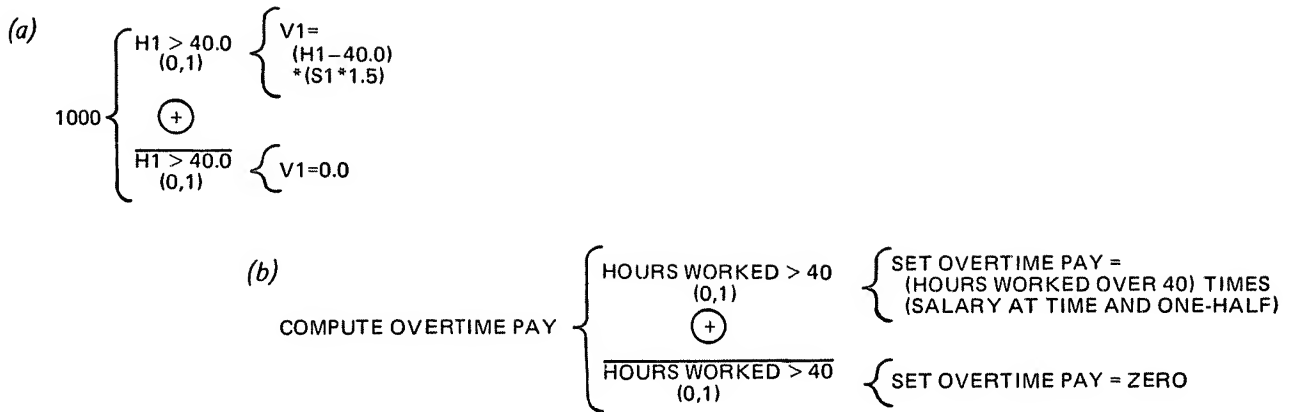 (a)
H1 > 40.0
(0,1)
V1=
(H1−40.0)
*(S1*1.5)
1000
+
H1 > 40.0
(0,1)
V1=0.0
(b)
HOURS WORKED > 40
(0,1)
SET OVERTIME PAY =
(HOURS WORKED OVER 40) TIMES
(SALARY AT TIME AND ONE-HALF)
COMPUTE OVERTIME PAY
+
HOURS WORKED > 40
(0,1)
SET OVERTIME PAY = ZERO